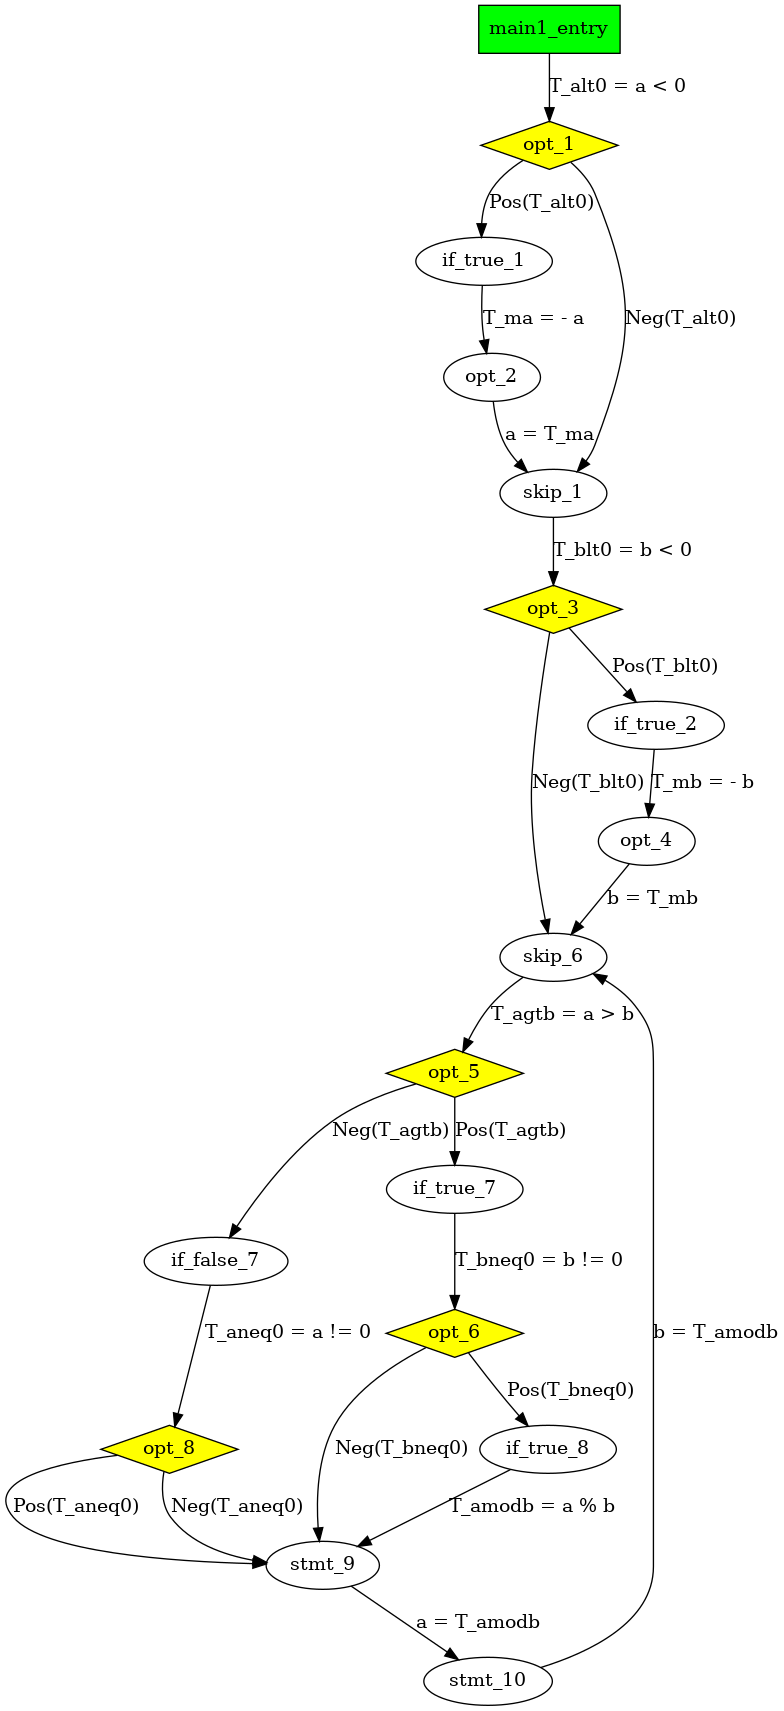 main1_entry
T_alt0 = a < 0
opt_1
Pos(T_alt0)
if_true_1
T_ma = - a
Neg(T_alt0)
opt_2
a = T_ma
skip_1
T_blt0 = b < 0
opt_3
Pos(T_blt0)
if_true_2
Neg(T_blt0)
T_mb = - b
opt_4
b = T_mb
skip_6
T_agtb = a > b
opt_5
Neg(T_agtb)
Pos(T_agtb)
if_true_7
if_false_7
T_bneq0 = b != 0
T_aneq0 = a != 0
opt_6
b = T_amodb
Pos(T_bneq0)
opt_8
Neg(T_bneq0)
if_true_8
Pos(T_aneq0)
Neg(T_aneq0)
T_amodb = a % b
stmt_9
a = T_amodb
stmt_10